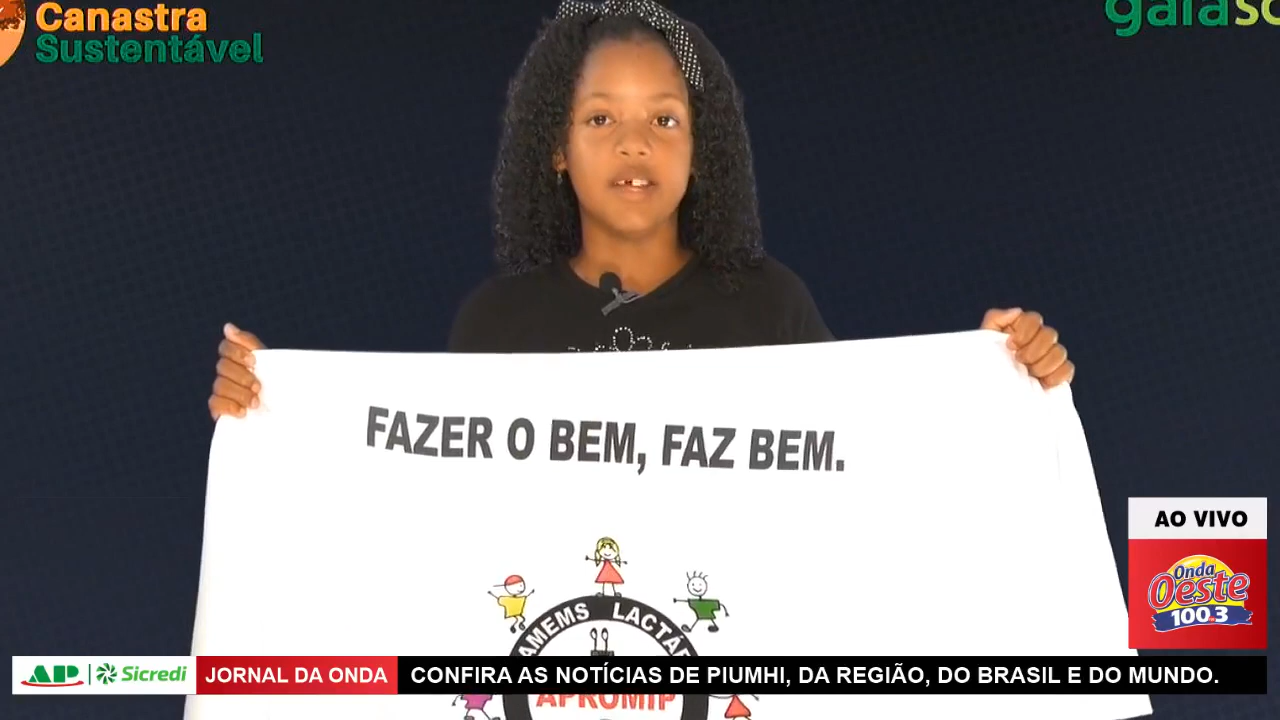 Canastra
Sustentável
FAZER O BEM, FAZ BEM.
LACTÁ
APROMIP
AO VIVO
Onda
Oeste
100.3
AP
Sicredi
JORNAL DA ONDA
CONFIRA AS NOTÍCIAS DE PIUMHI, DA REGIÃO, DO BRASIL E DO MUNDO.